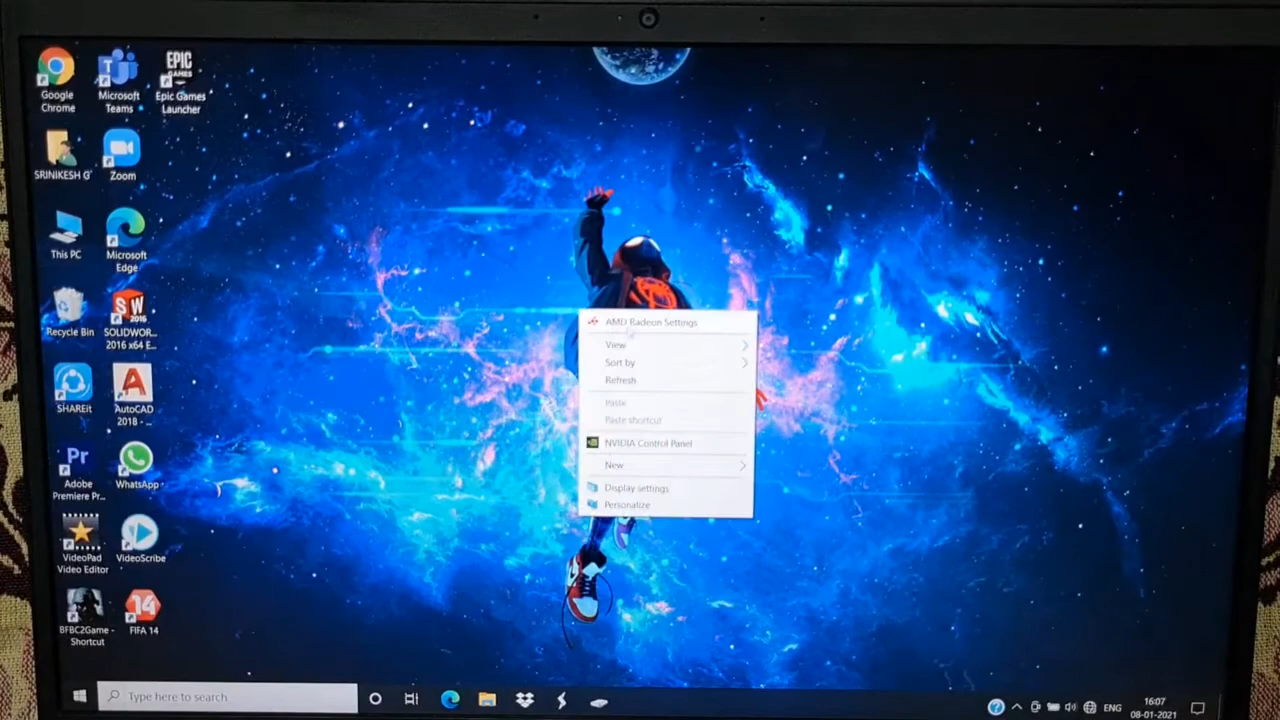 Google
Chrome
Microsoft
Teams
EPIC
GAMES
Epic Games
Launcher
SRINIKESH G
Zoom
This PC
Microsoft
Edge
Recycle Bin
SW
2016
SOLIDWOR...
2016 x64 E...
SHAREit
A
AutoCAD
2018 - ...
Pr
Adobe
Premiere Pr...
WhatsApp
VideoPad
Video Editor
VideoScribe
BFBC2Game -
Shortcut
14
FIFA 14
AMD Radeon Settings
View
Sort by
Refresh
Paste
Paste shortcut
NVIDIA Control Panel
New
Display settings
Personalize
Type here to search
ENG
16:07
08-01-2021